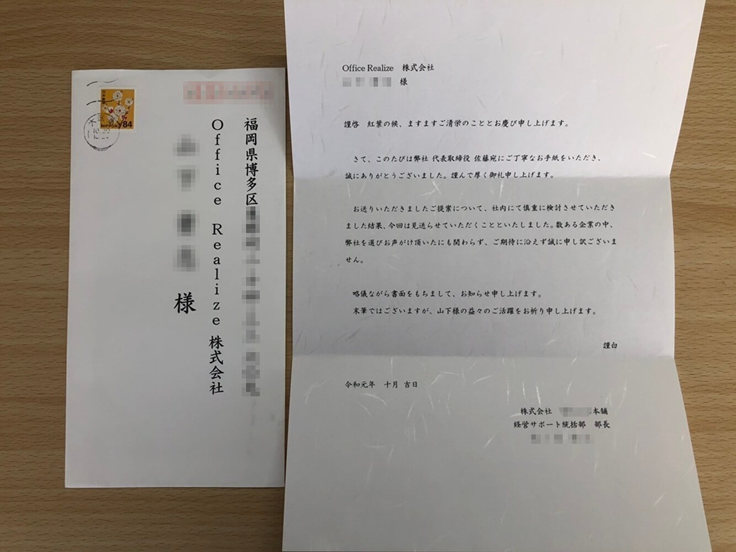 84
福岡県博多区
Office Realize 株式会社
様
Office Realize 株式会社
様
謹啓 紅葉の候、ますますご清栄のこととお慶び申し上げます。
さて、このたびは弊社 代表取締役 佐藤宛にご丁寧なお手紙をいただき、
誠にありがとうございました。謹んで厚く御礼申し上げます。
お送りいただきましたご提案について、社内にて慎重に検討させていただき
ました結果、今回は見送らせていただくことといたしました。数ある企業の中、
弊社を選びお声がけ頂いたにも関わらず、ご期待に沿えず誠に申し訳ございま
せん。
略儀ながら書面をもちまして、お知らせ申し上げます。
末筆ではございますが、山下様の益々のご活躍をお祈り申し上げます。
謹白
令和元年 十月 吉日
株式会社 本舗
経営サポート統括部 部長